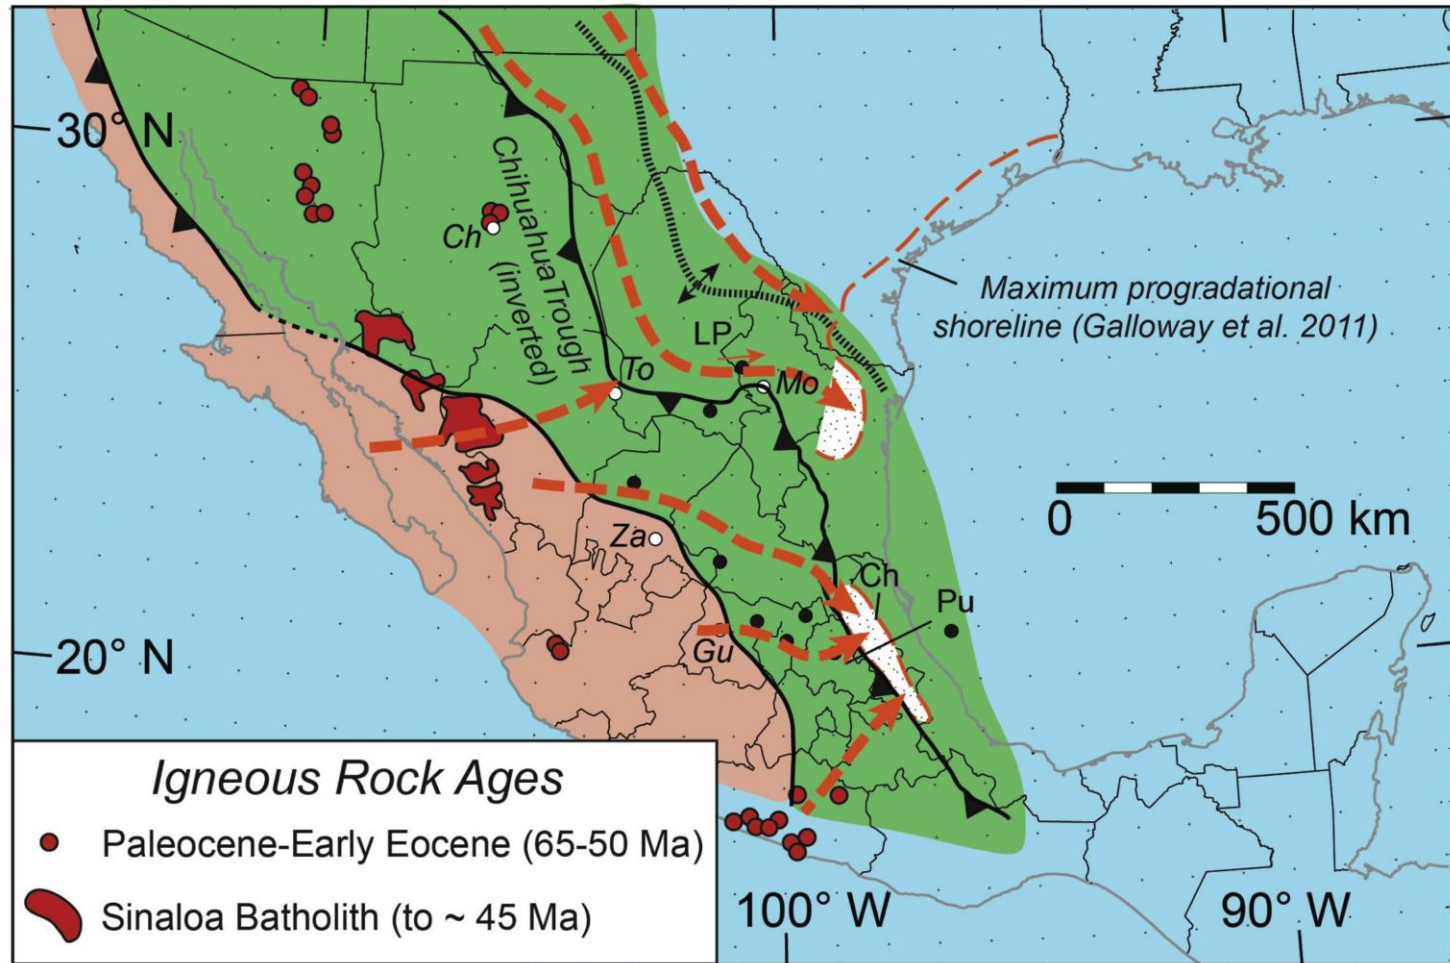 30° N
Chihuahua Trough
(inverted)
Ch
Maximum progradational
shoreline (Galloway et al. 2011)
LP
To
Mo
0 500 km
Za
Ch
Pu
Gu
20° N
Igneous Rock Ages
Paleocene-Early Eocene (65-50 Ma)
Sinaloa Batholith (to ~ 45 Ma)
100° W
90° W